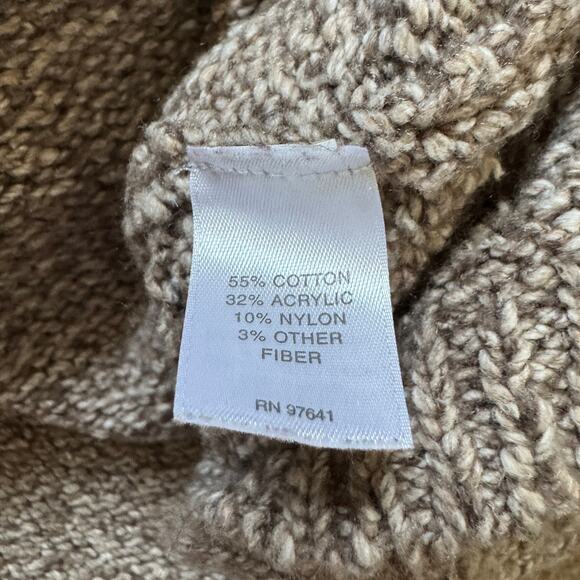 55% COTTON
32% ACRYLIC
10% NYLON
3% OTHER
FIBER
RN 97641